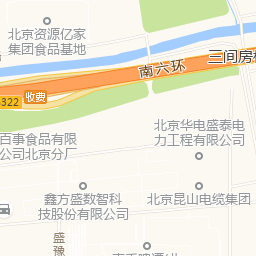 北京资源亿家
集团食品基地
三间房
南六环
322
收费
百事食品有限
公司北京分厂
北京华电盛泰电
力工程有限公司
鑫方盛数智科
技股份有限公司
北京昆山电缆集团
盛
豫